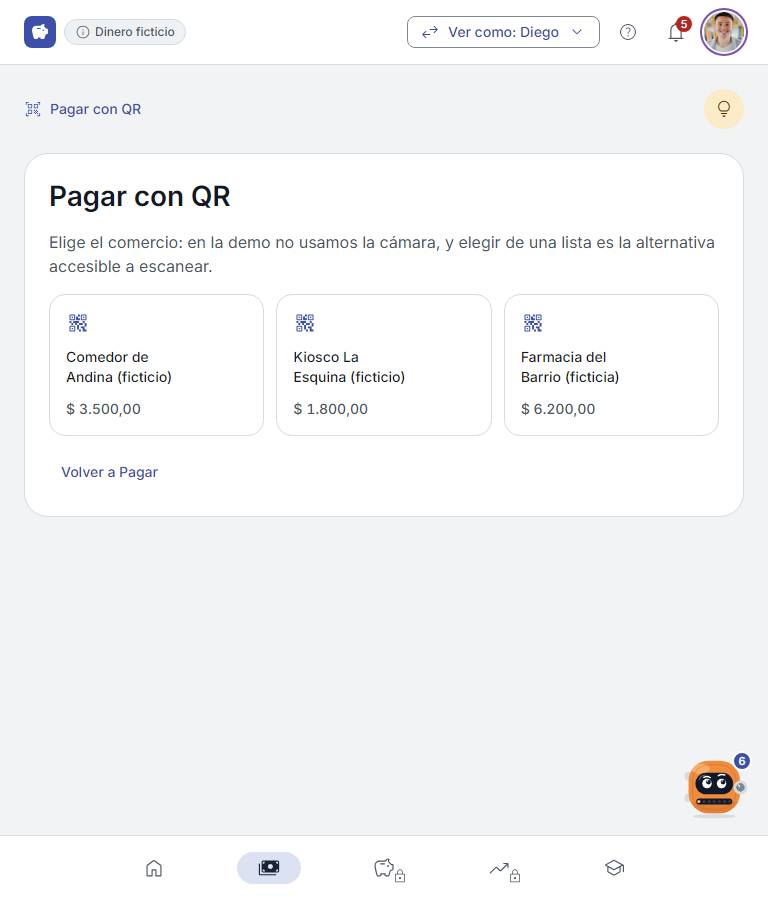 Dinero ficticio
Ver como: Diego
5
Pagar con QR
Pagar con QR
Elige el comercio: en la demo no usamos la cámara, y elegir de una lista es la alternativa
accesible a escanear.
Comedor de
Andina (ficticio)
$ 3.500,00
Kiosco La
Esquina (ficticio)
$ 1.800,00
Farmacia del
Barrio (ficticia)
$ 6.200,00
Volver a Pagar
6